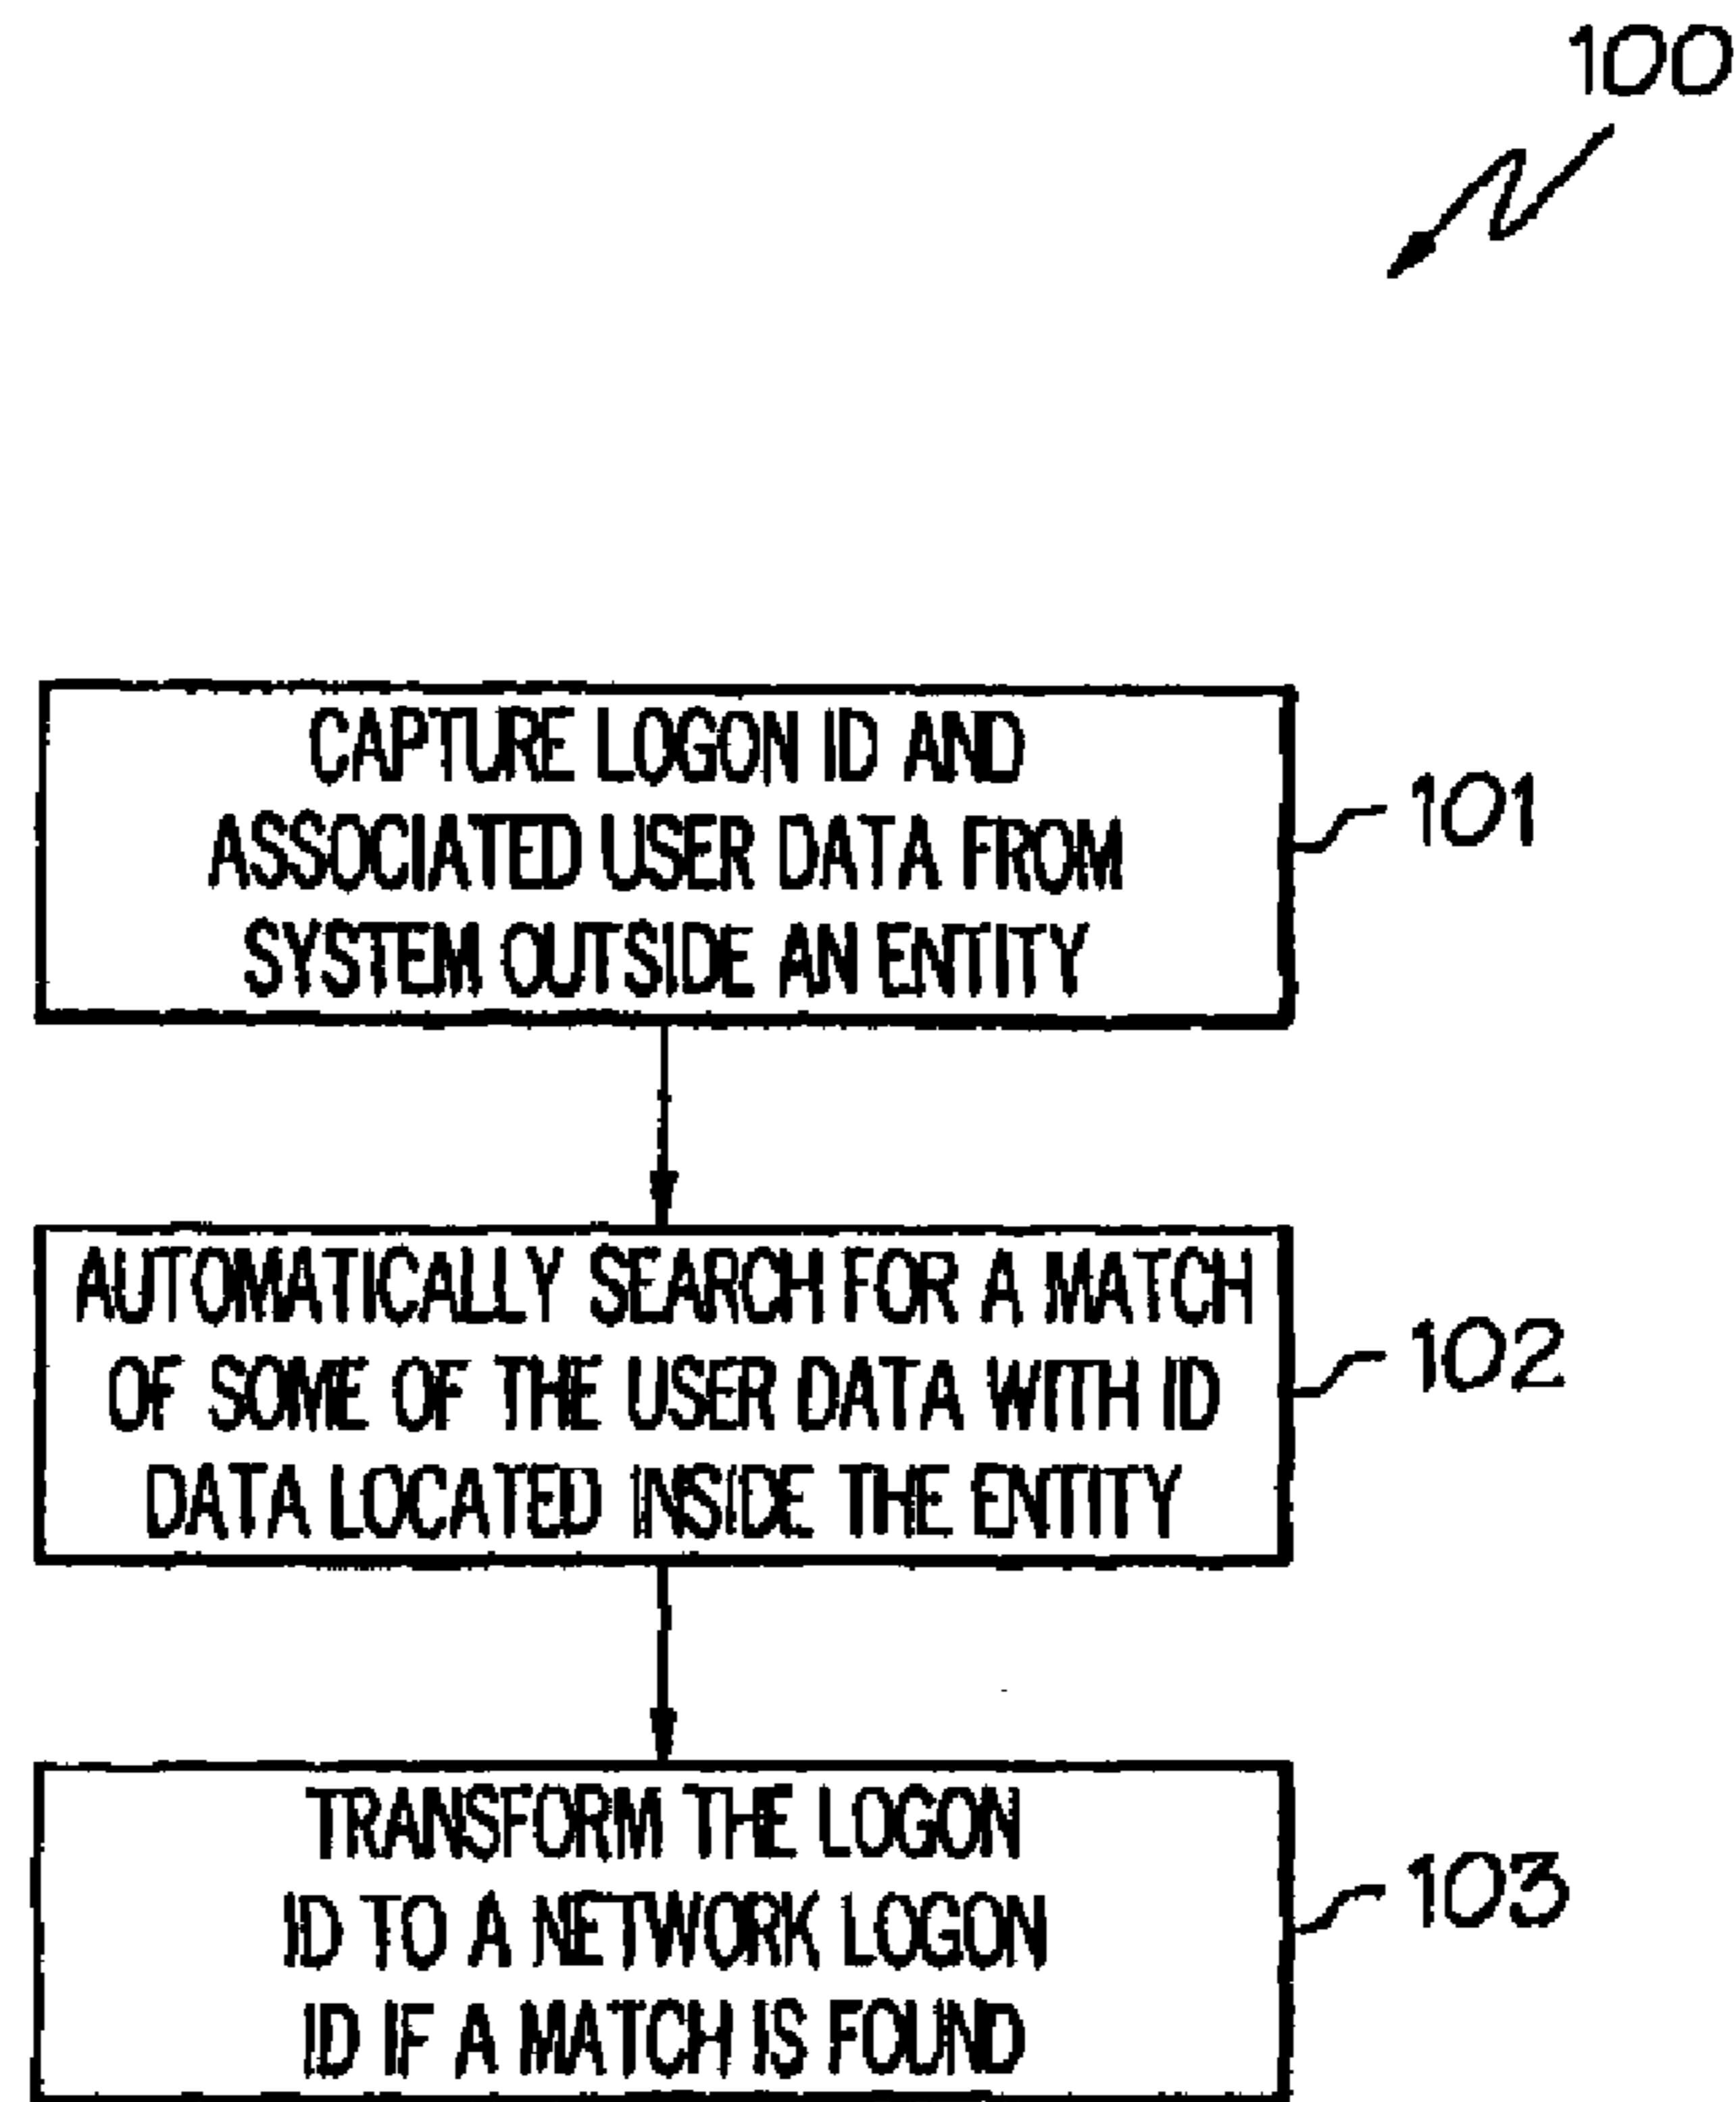 100
CAPTURE LOGON ID AND
ASSOCIATED USER DATA FROM
SYSTEM OUTSIDE AN ENTITY
101
AUTOMATICALLY SEARCH FOR A MATCH
OF SOME OF THE USER DATA WITH ID
DATA LOCATED INSIDE THE ENTITY
102
TRANSFORM THE LOGON
ID TO A NETWORK LOGON
ID IF A MATCH IS FOUND
103